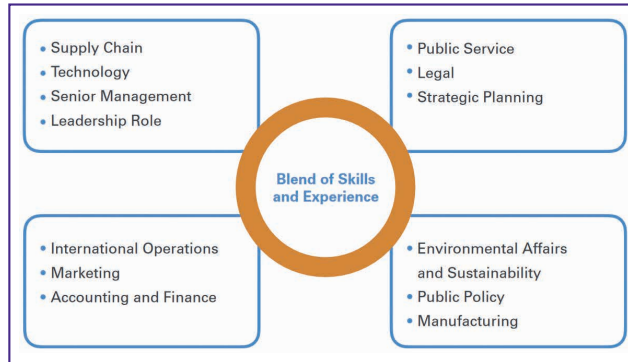 • Supply Chain
• Technology
• Senior Management
• Leadership Role
• Public Service
• Legal
• Strategic Planning
Blend of Skills
and Experience
• International Operations
• Marketing
• Accounting and Finance
• Environmental Affairs
and Sustainability
• Public Policy
• Manufacturing